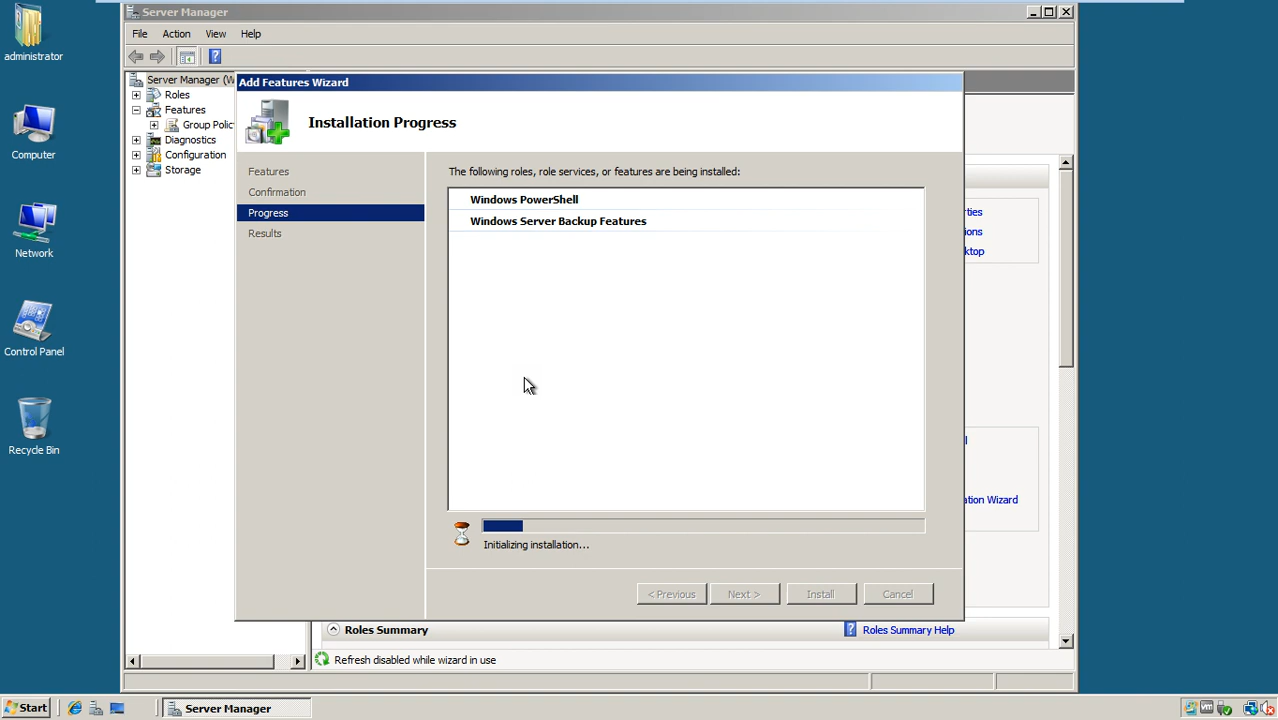 administrator
Computer
Network
Control Panel
Recycle Bin
Server Manager
File Action View Help
Server Manager (W
Roles
Features
Group Polic
Diagnostics
Configuration
Storage
Add Features Wizard
Installation Progress
Features
Confirmation
Progress
Results
The following roles, role services, or features are being installed:
Windows PowerShell
Windows Server Backup Features
Initializing installation...
< Previous Next > Install Cancel
erties
ions
ktop
ll
ation Wizard
Roles Summary Roles Summary Help
Refresh disabled while wizard in use
Start Server Manager